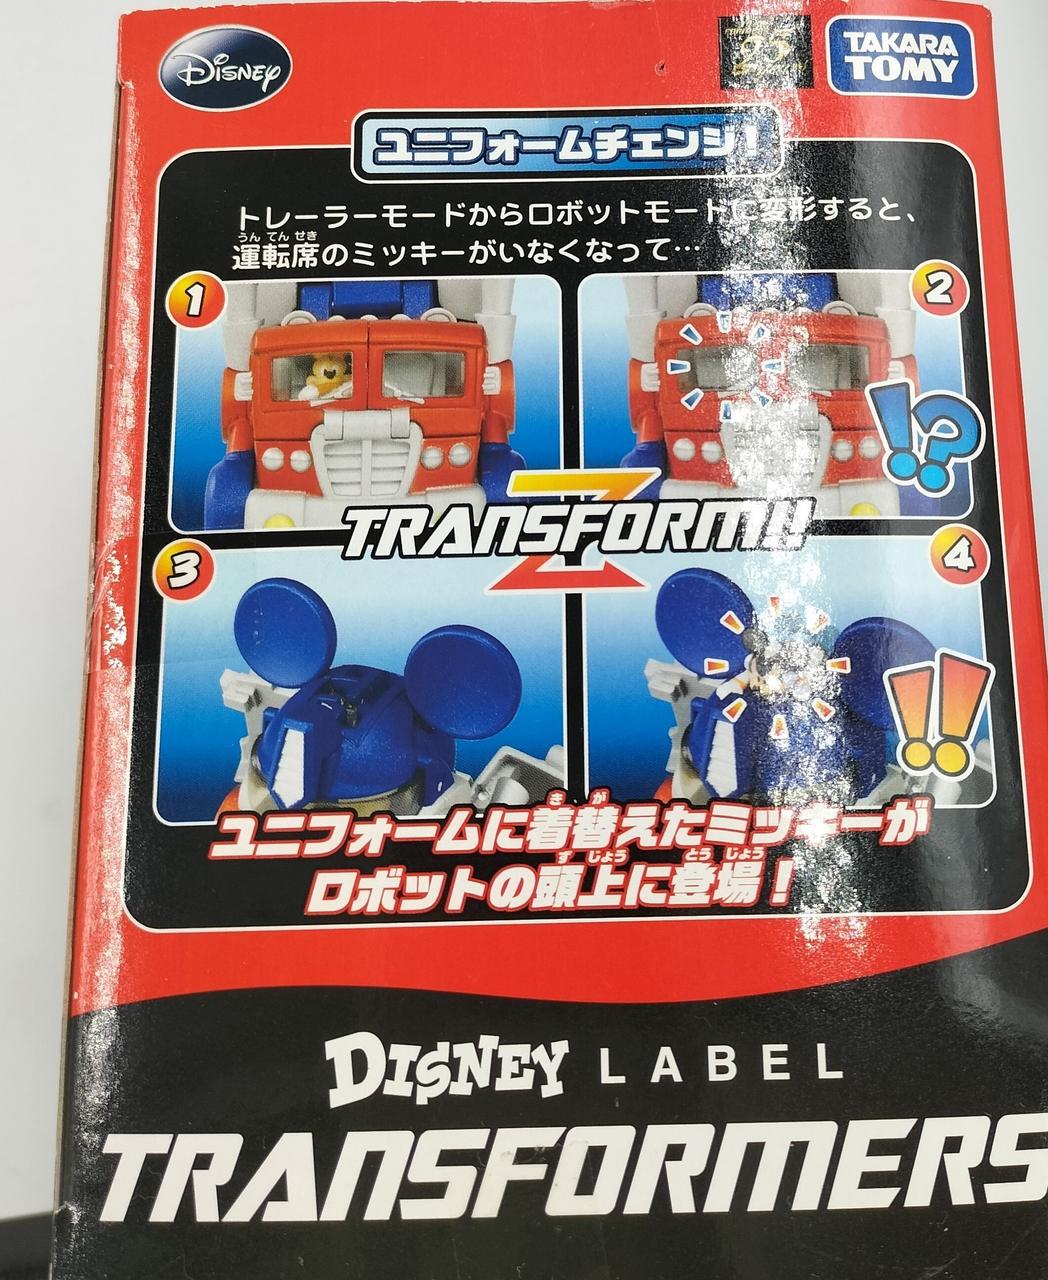 Disney
25
TAKARA
TOMY
ユニフォームチェンジ!
トレーラーモードからロボットモードに変形すると、
うん てん せき
運転席のミッキーがいなくなって…
1
2
!?
TRANSFORM!!
3
4
!!
き が
ユニフォームに着替えたミッキーが
ず じょう とう じょう
ロボットの頭上に登場!
DISNEY LABEL
TRANSFORMERS